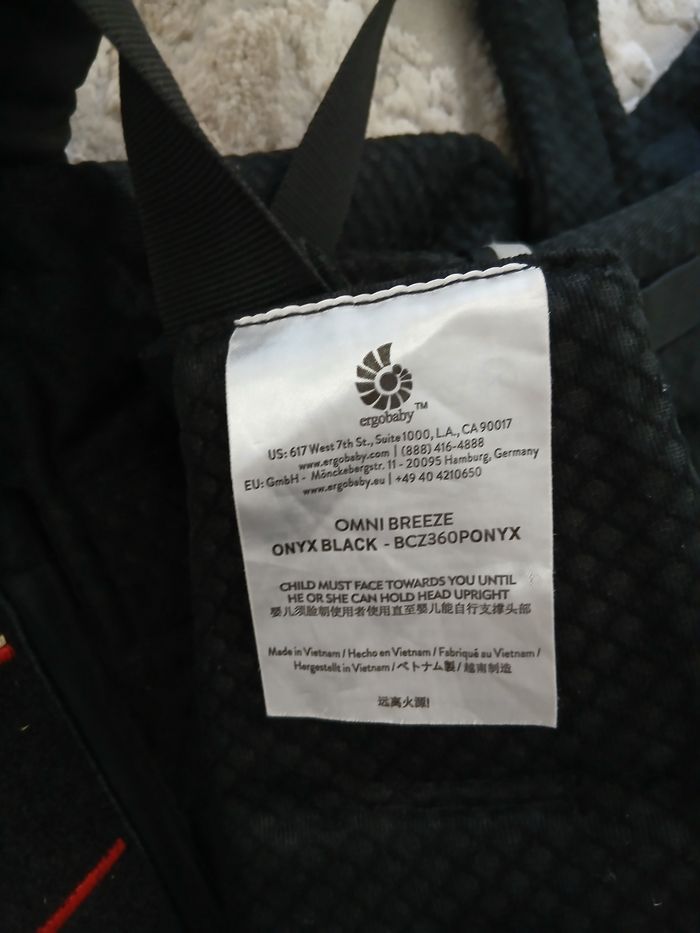 ergobaby™
US: 617 West 7th St., Suite 1000, L.A., CA 90017
www.ergobaby.com | (888) 416-4888
EU: GmbH - Mönckebergstr. 11 - 20095 Hamburg, Germany
www.ergobaby.eu | +49 40 4210650
OMNI BREEZE
ONYX BLACK - BCZ360PONYX
CHILD MUST FACE TOWARDS YOU UNTIL
HE OR SHE CAN HOLD HEAD UPRIGHT
婴儿须脸朝使用者使用直至婴儿能自行支撑头部
Made in Vietnam / Hecho en Vietnam / Fabriqué au Vietnam /
Hergestellt in Vietnam / ベトナム製 / 越南制造
远离火源!